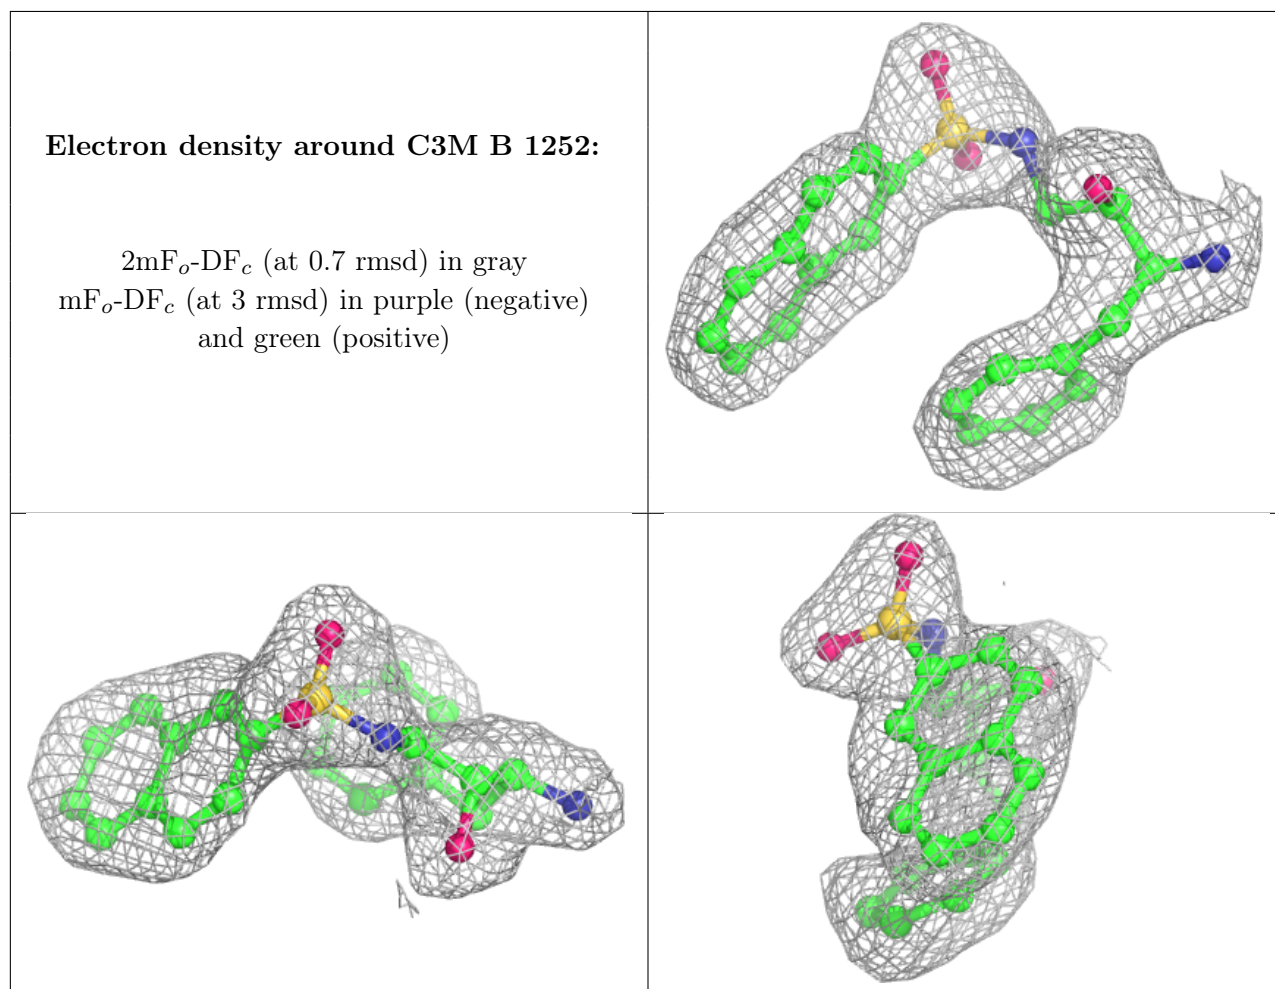 Electron density around C3M B 1252:
2mFo-DFc (at 0.7 rmsd) in gray
mFo-DFc (at 3 rmsd) in purple (negative)
and green (positive)